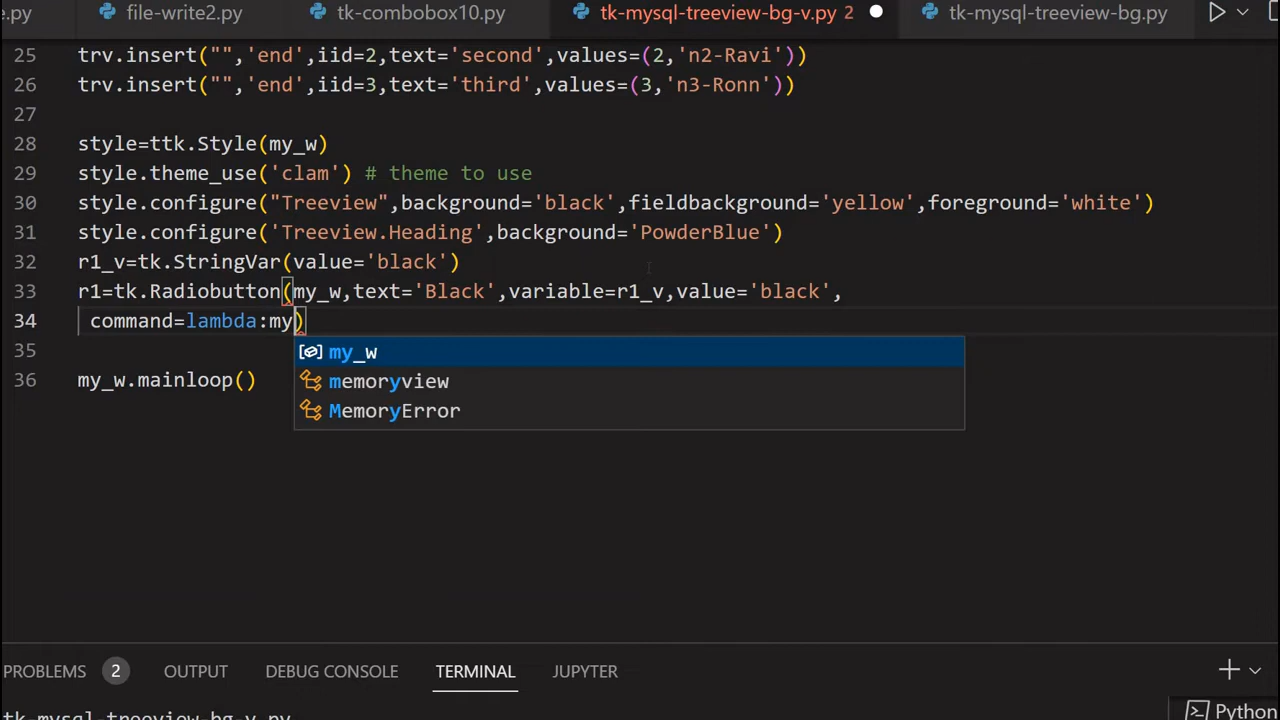 e.py file-write2.py tk-combobox10.py tk-mysql-treeview-bg-v.py 2 tk-mysql-treeview-bg.py
25 trv.insert("",'end',iid=2,text='second',values=(2,'n2-Ravi'))
26 trv.insert("",'end',iid=3,text='third',values=(3,'n3-Ronn'))
27
28 style=ttk.Style(my_w)
29 style.theme_use('clam') # theme to use
30 style.configure("Treeview",background='black',fieldbackground='yellow',foreground='white')
31 style.configure('Treeview.Heading',background='PowderBlue')
32 r1_v=tk.StringVar(value='black')
33 r1=tk.Radiobutton(my_w,text='Black',variable=r1_v,value='black',
34 command=lambda:my)
35 my_w
36 my_w.mainloop() memoryview
MemoryError
PROBLEMS 2 OUTPUT DEBUG CONSOLE TERMINAL JUPYTER
tk-mysql-treeview-bg-v.py Python